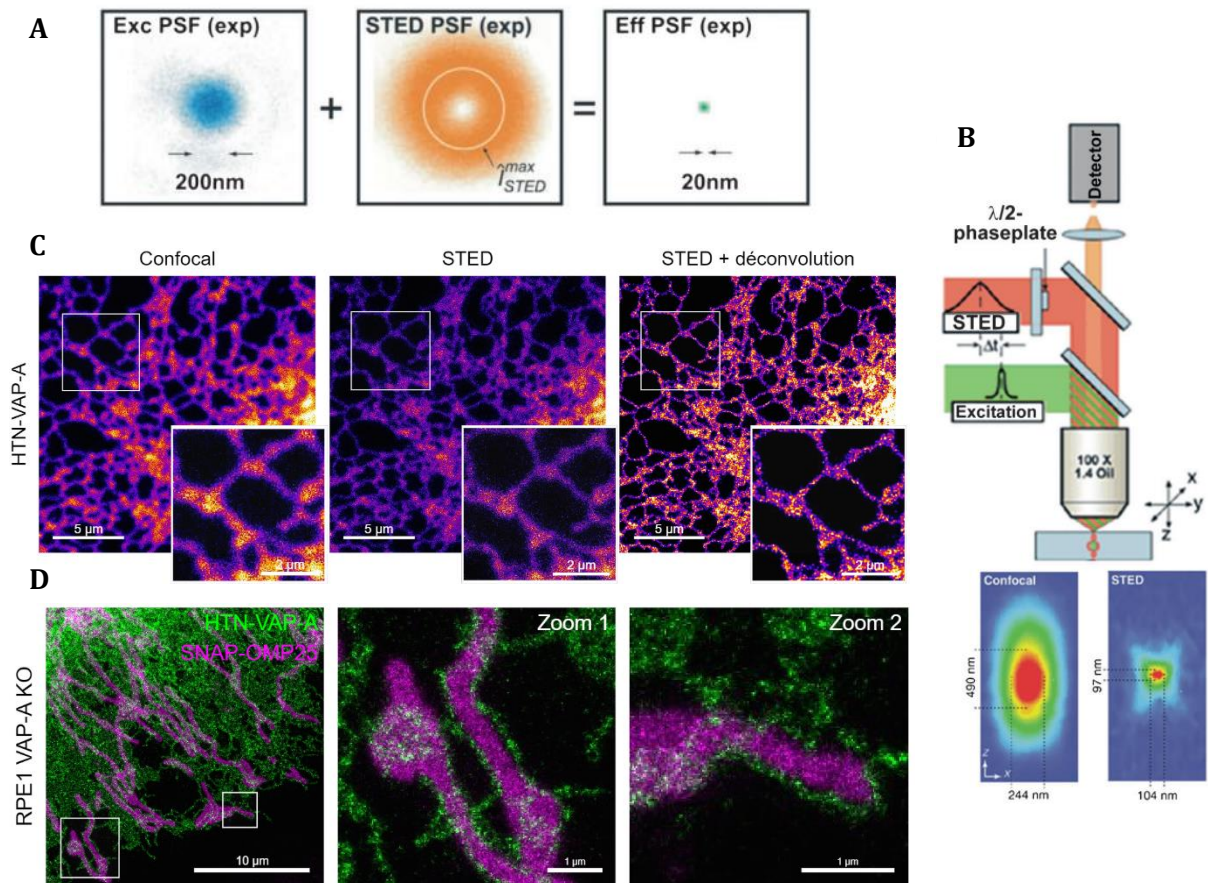 A
Exc PSF (exp)
200nm
+
STED PSF (exp)
Î max STED
=
Eff PSF (exp)
20nm
B
Detector
λ/2-
phaseplate
STED
Δt
Excitation
100 X
1.4 Oil
x
y
z
Confocal
490 nm
z
x
244 nm
STED
97 nm
104 nm
C
Confocal
STED
STED + déconvolution
HTN-VAP-A
5 µm
2 µm
5 µm
2 µm
5 µm
2 µm
D
RPE1 VAP-A KO
HTN-VAP-A
SNAP-OMP25
10 µm
Zoom 1
1 µm
Zoom 2
1 µm